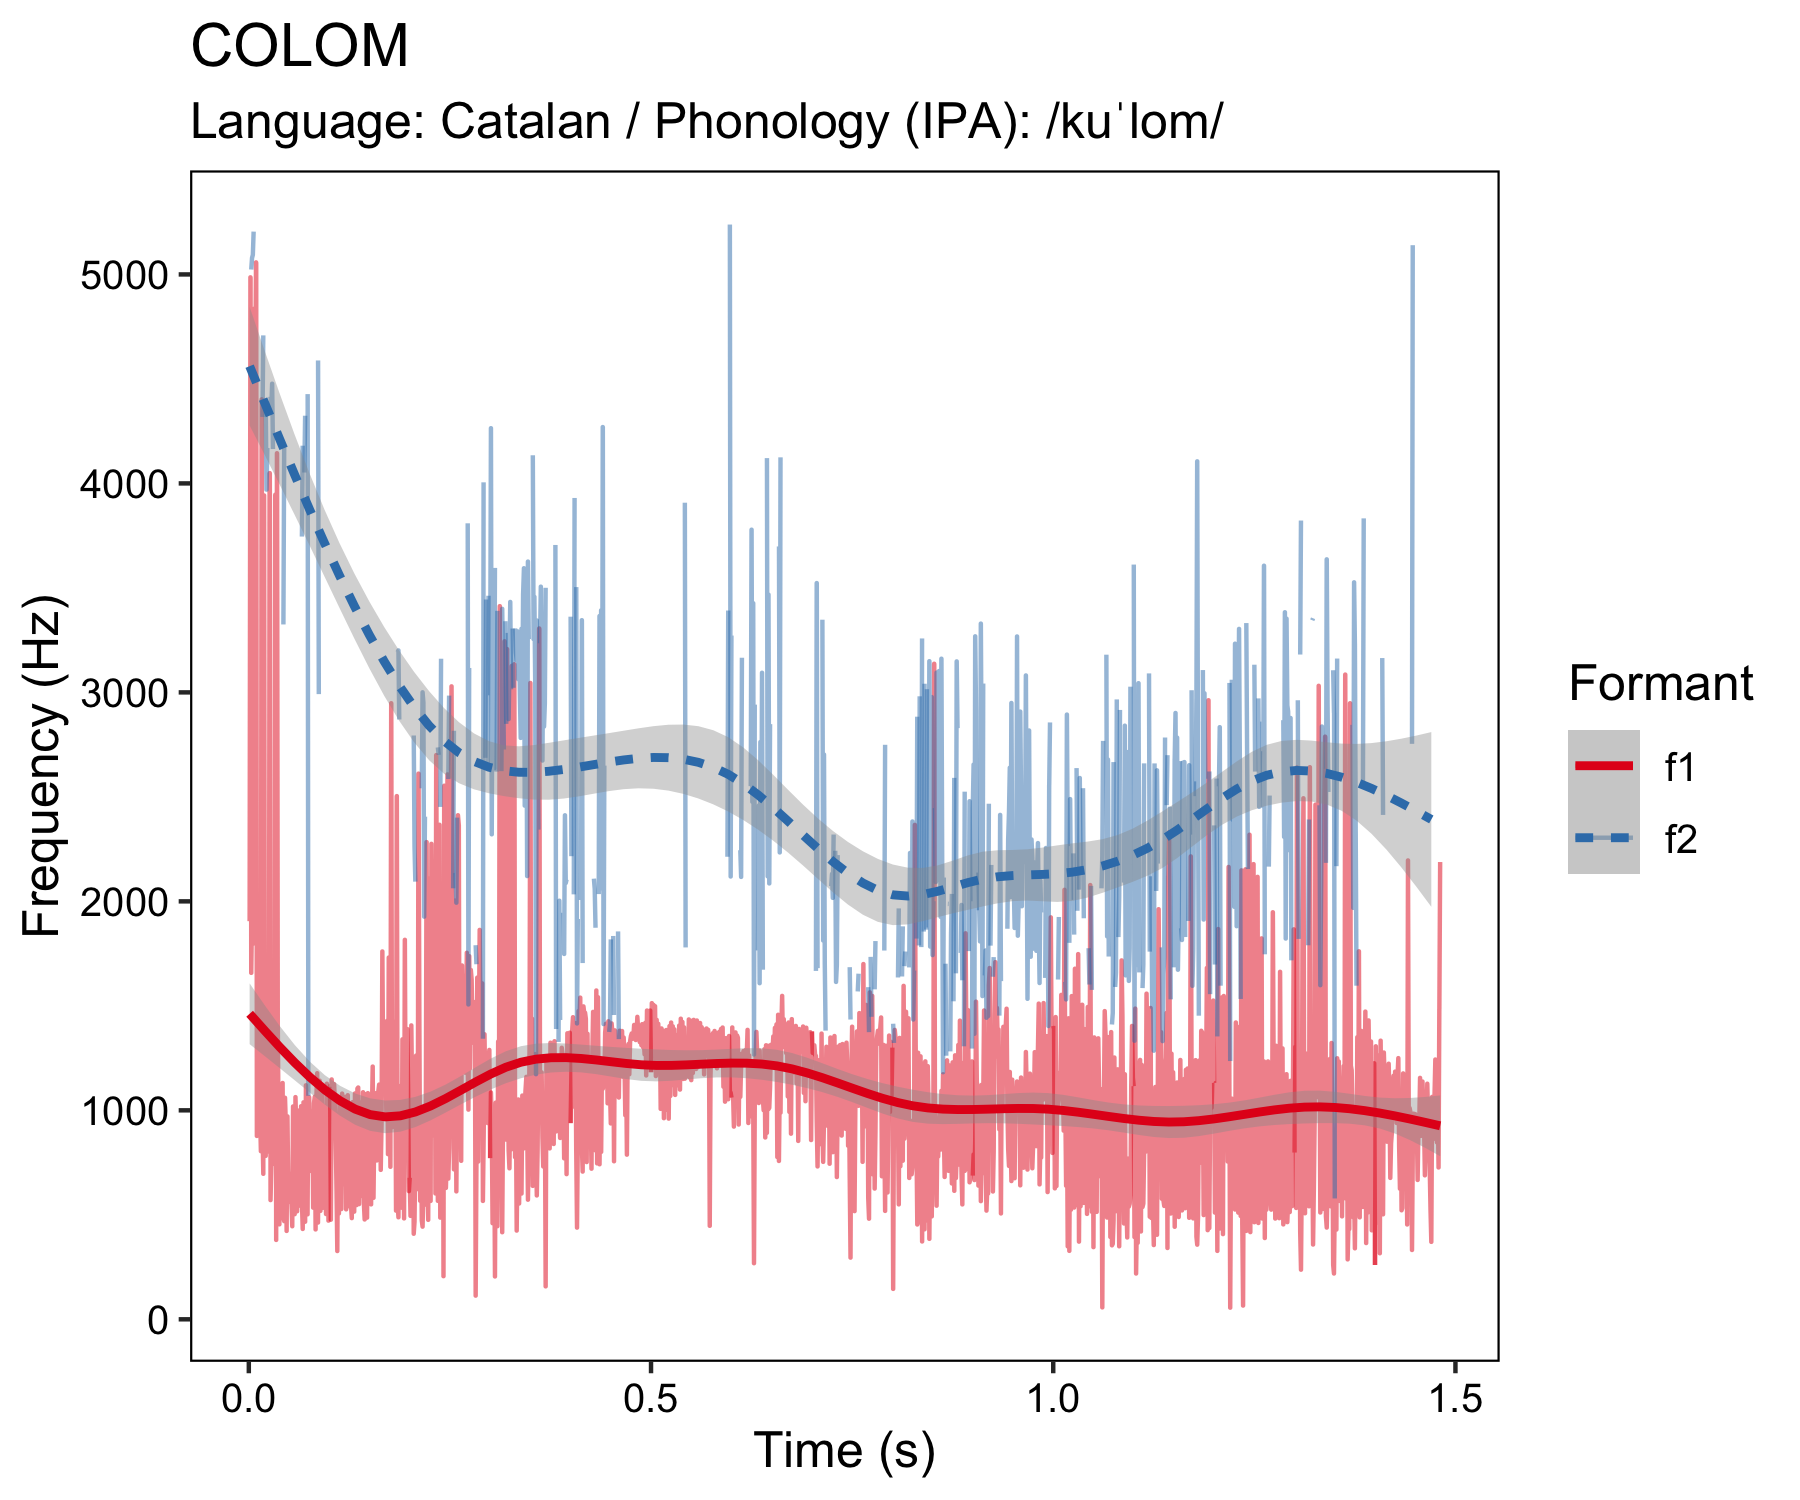 COLOM
Language: Catalan / Phonology (IPA): /kuˈlom/
Frequency (Hz)
5000
4000
3000
2000
1000
0
0.0 0.5 1.0 1.5
Time (s)
Formant
f1
f2